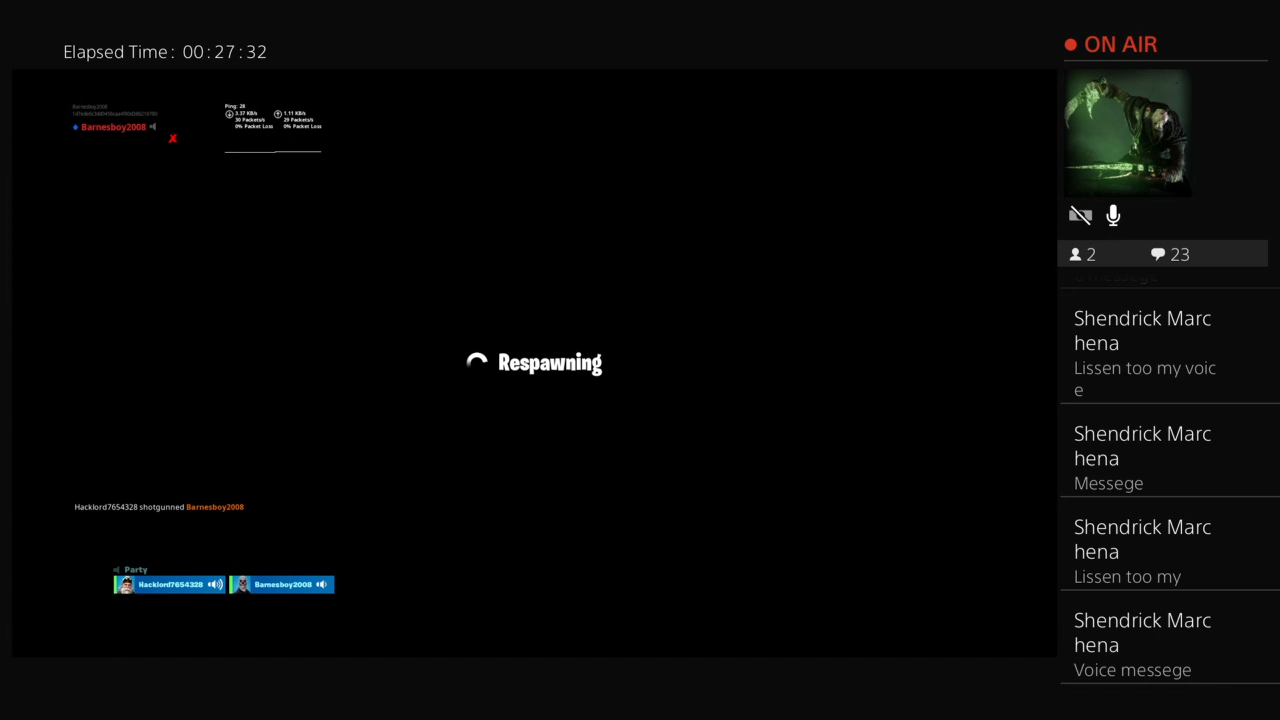 Elapsed Time: 00:27:32
ON AIR
Barnesboy2008
Barnesboy2008
X
Ping: 28
3.37 KB/s
30 Packets/s
0% Packet Loss
1.11 KB/s
29 Packets/s
0% Packet Loss
Respawning
Hacklord7654328 shotgunned Barnesboy2008
Party
Hacklord7654328
Barnesboy2008
2
23
Shendrick Marc
hena
Lissen too my voic
e
Shendrick Marc
hena
Messege
Shendrick Marc
hena
Lissen too my
Shendrick Marc
hena
Voice messege